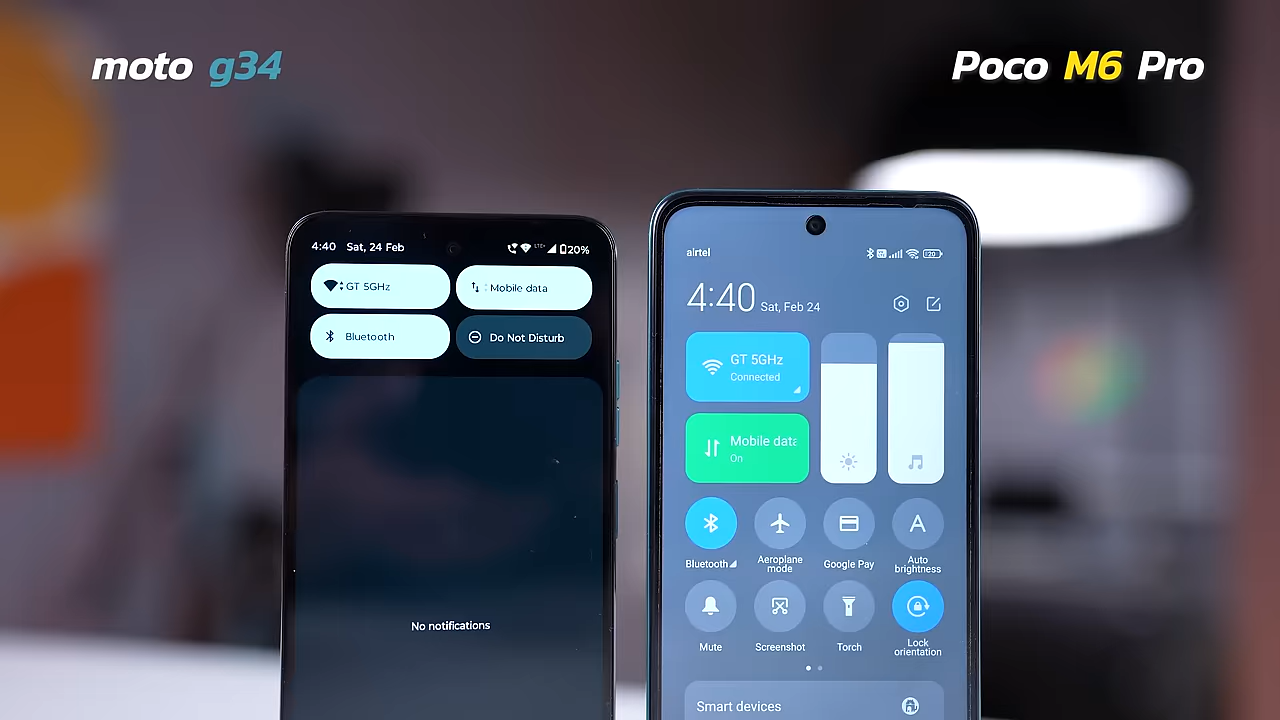 moto g34
Poco M6 Pro
4:40 Sat, 24 Feb
LTE+ 20%
GT 5GHz
Mobile data
Bluetooth
Do Not Disturb
No notifications
airtel
20
4:40 Sat, Feb 24
GT 5GHz
Connected
Mobile data
On
Bluetooth
Aeroplane
mode
Google Pay
A
Auto
brightness
Mute
Screenshot
Torch
Lock
orientation
Smart devices